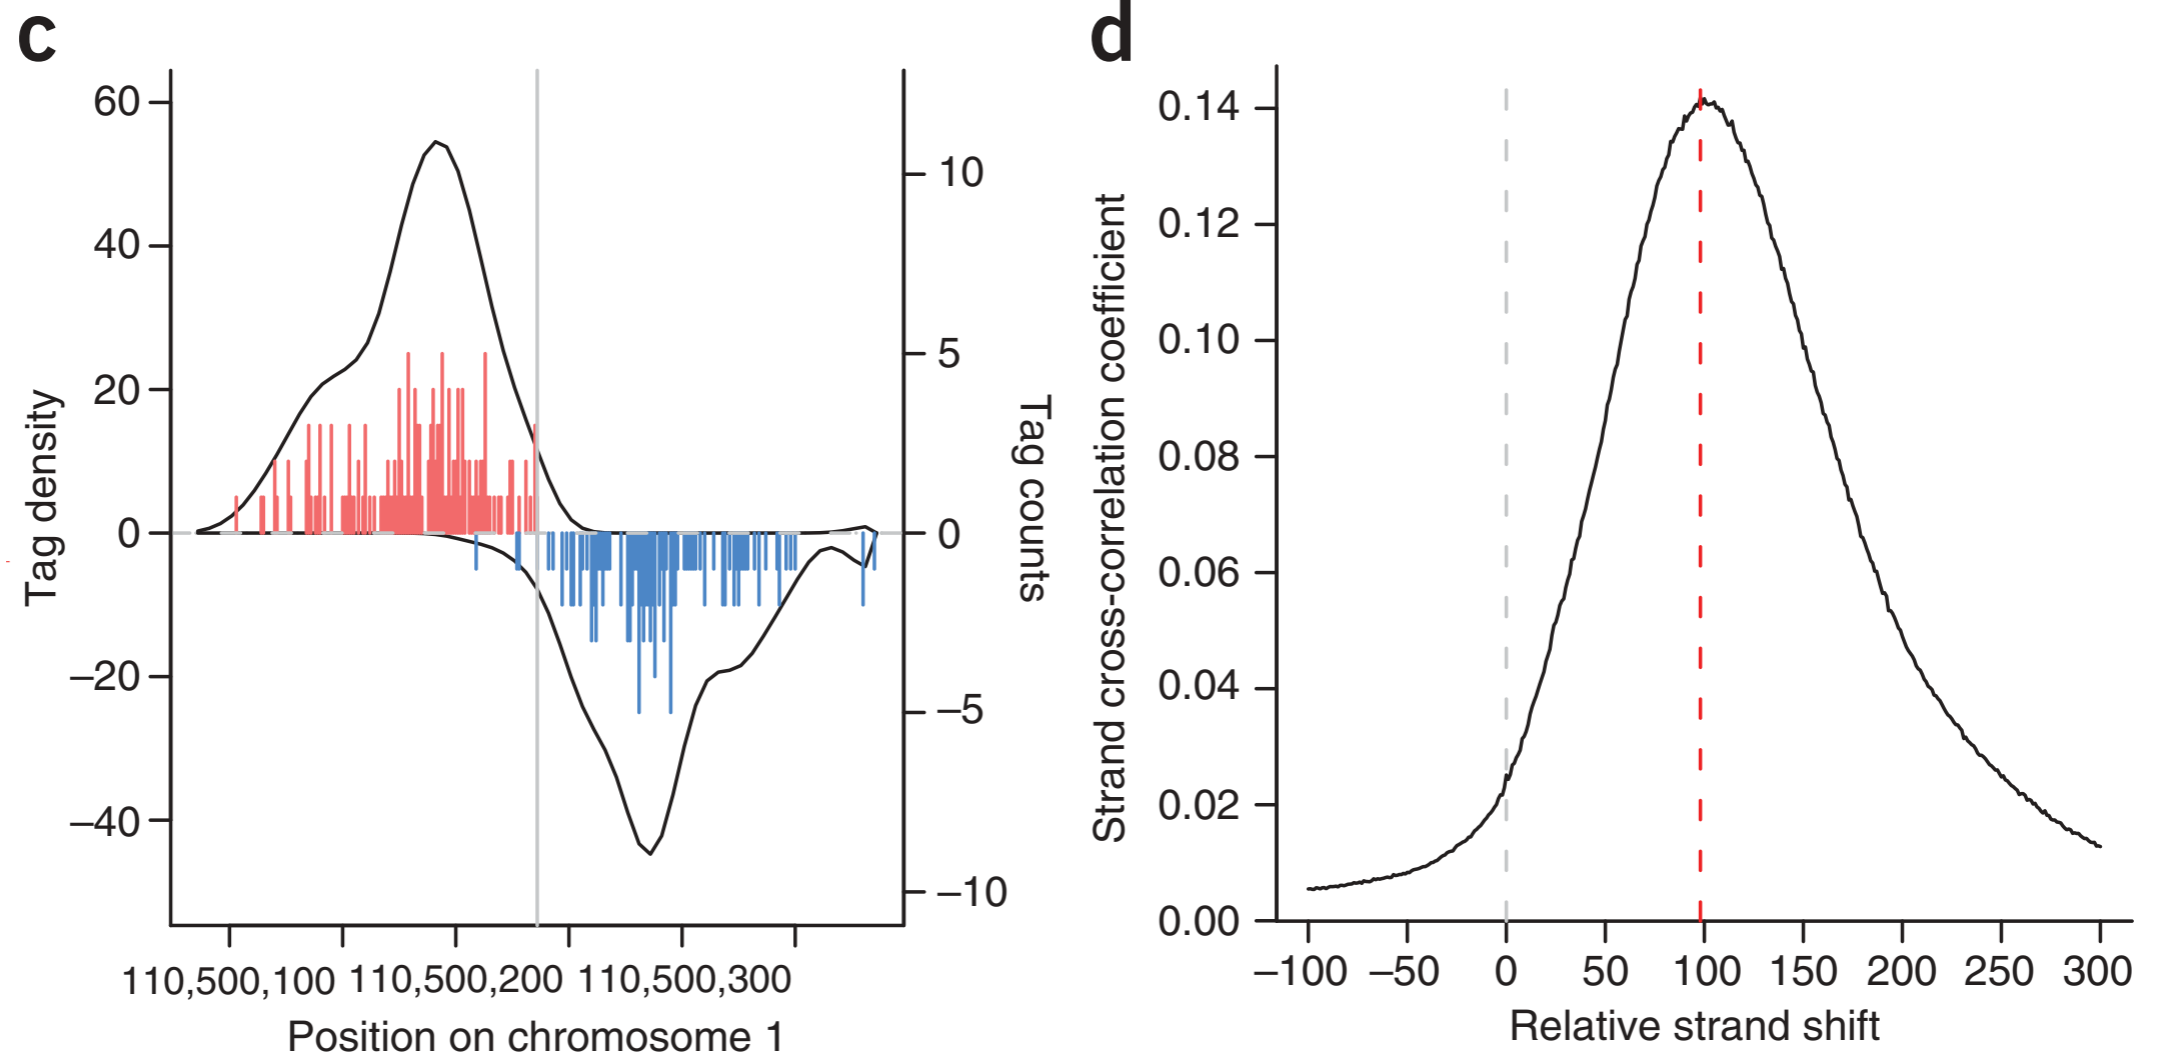 c
60
40
20
0
–20
–40
Tag density
10
5
0
–5
–10
Tag counts
110,500,100 110,500,200 110,500,300
Position on chromosome 1
d
0.14
0.12
0.10
0.08
0.06
0.04
0.02
0.00
Strand cross-correlation coefficient
–100 –50 0 50 100 150 200 250 300
Relative strand shift